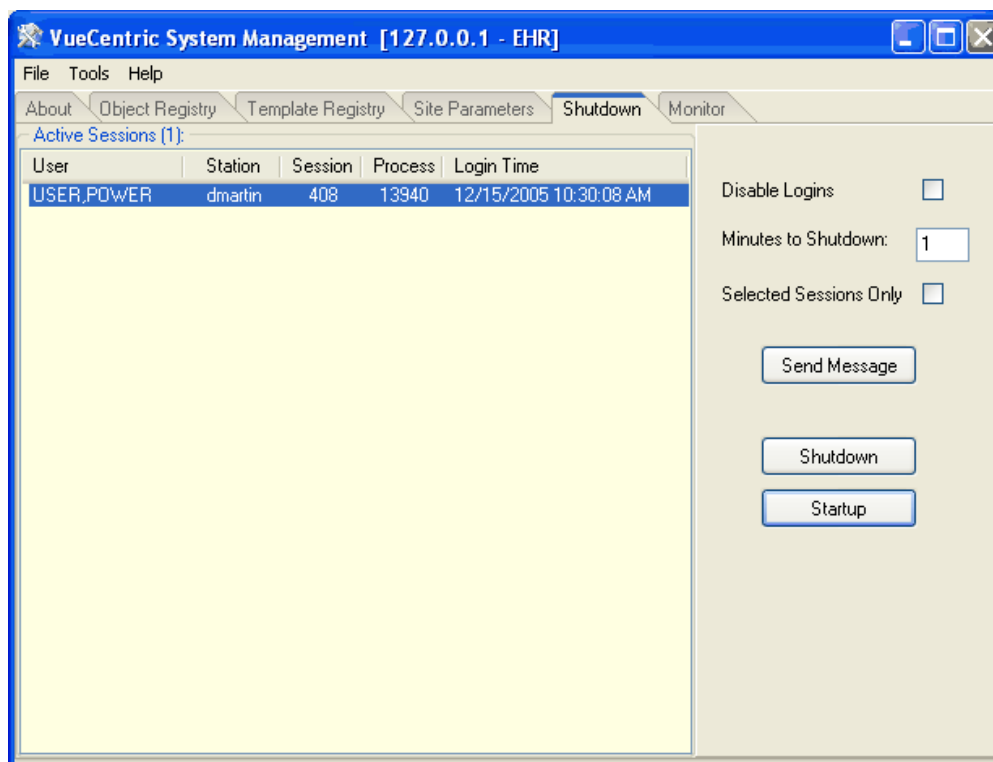 VueCentric System Management [127.0.0.1 - EHR]
File Tools Help
About Object Registry Template Registry Site Parameters Shutdown Monitor
Active Sessions (1):
User Station Session Process Login Time
USER,POWER dmartin 408 13940 12/15/2005 10:30:08 AM
Disable Logins
Minutes to Shutdown: 1
Selected Sessions Only
Send Message
Shutdown
Startup